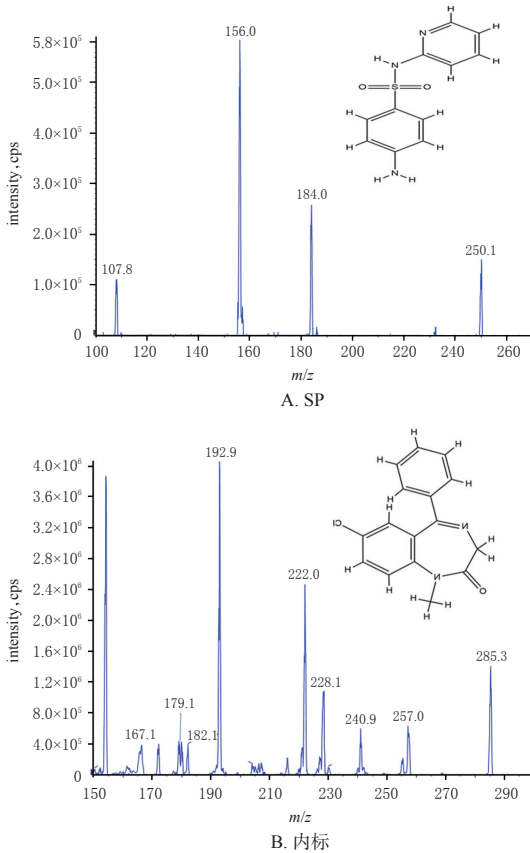 156.0
5.8×10⁵
5.0×10⁵
4.0×10⁵
3.0×10⁵
2.0×10⁵
1.0×10⁵
0
intensity, cps
184.0
107.8
250.1
N
H
H
H
H
H
N
O
S
O
H
H
H
H
H
N
H
100
120
140
160
180
200
220
240
260
m/z
A. SP
192.9
4.0×10⁶
3.6×10⁶
3.2×10⁶
2.8×10⁶
2.4×10⁶
2.0×10⁶
1.6×10⁶
1.2×10⁶
8.0×10⁵
4.0×10⁵
0
intensity, cps
222.0
179.1
228.1
285.3
167.1
182.1
240.9
257.0
H
H
H
H
H
H
Cl
N
H
H
H
H
N
O
C
H
H
H
150
170
190
210
230
250
270
290
m/z
B. 内标